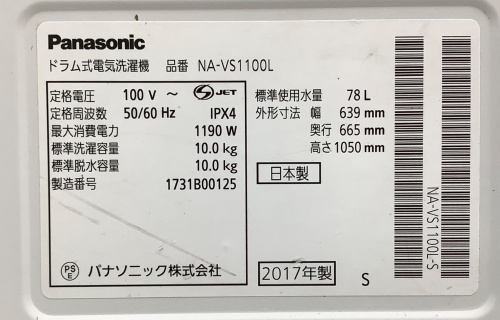 Panasonic
ドラム式電気洗濯機 品番 NA-VS1100L
定格電圧 100 V ～ S JET
定格周波数 50/60 Hz IPX4
最大消費電力 1190 W
標準洗濯容量 10.0 kg
標準脱水容量 10.0 kg
製造番号 1731B00125
PS E パナソニック株式会社
標準使用水量 78 L
外形寸法 幅 639 mm
奥行 665 mm
高さ 1050 mm
日本製
2017年製 S
NA-VS1100L-S